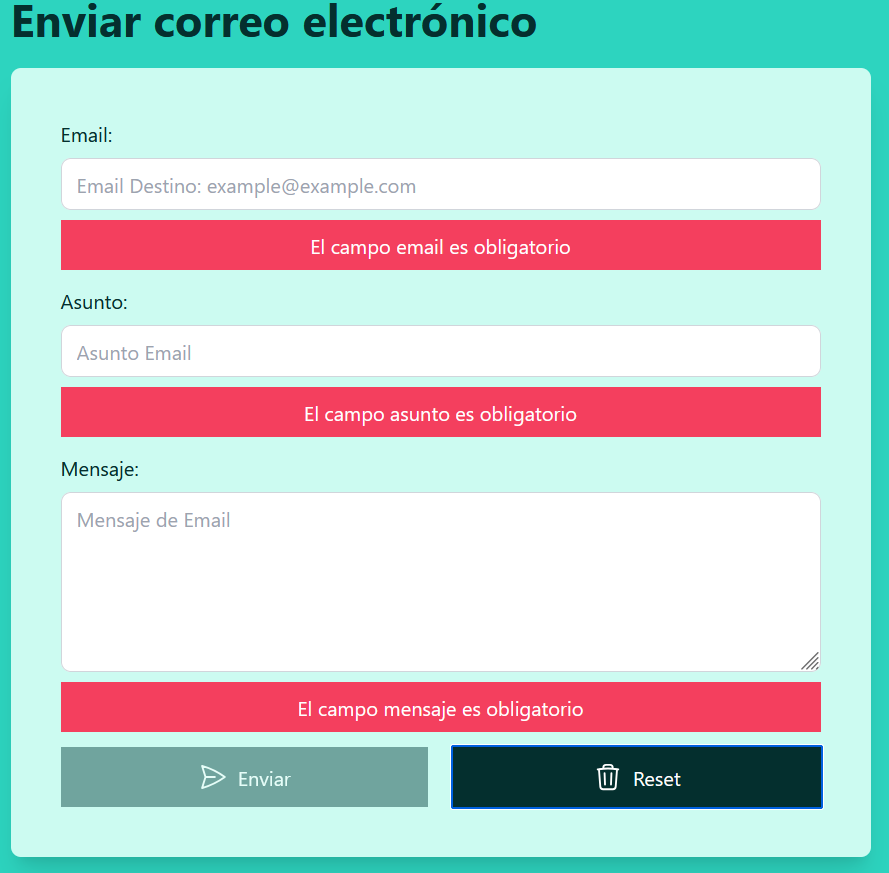 Enviar correo electrónico
Email:
Email Destino: example@example.com
El campo email es obligatorio
Asunto:
Asunto Email
El campo asunto es obligatorio
Mensaje:
Mensaje de Email
El campo mensaje es obligatorio
Enviar
Reset